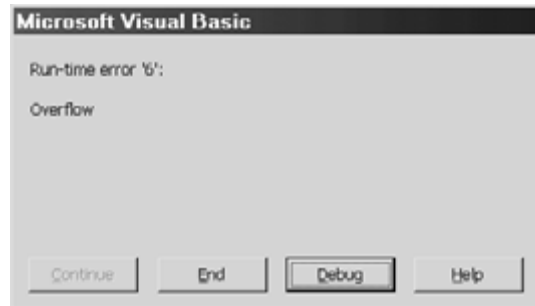 Microsoft Visual Basic
Run-time error '6':
Overflow
Continue
End
Debug
Help